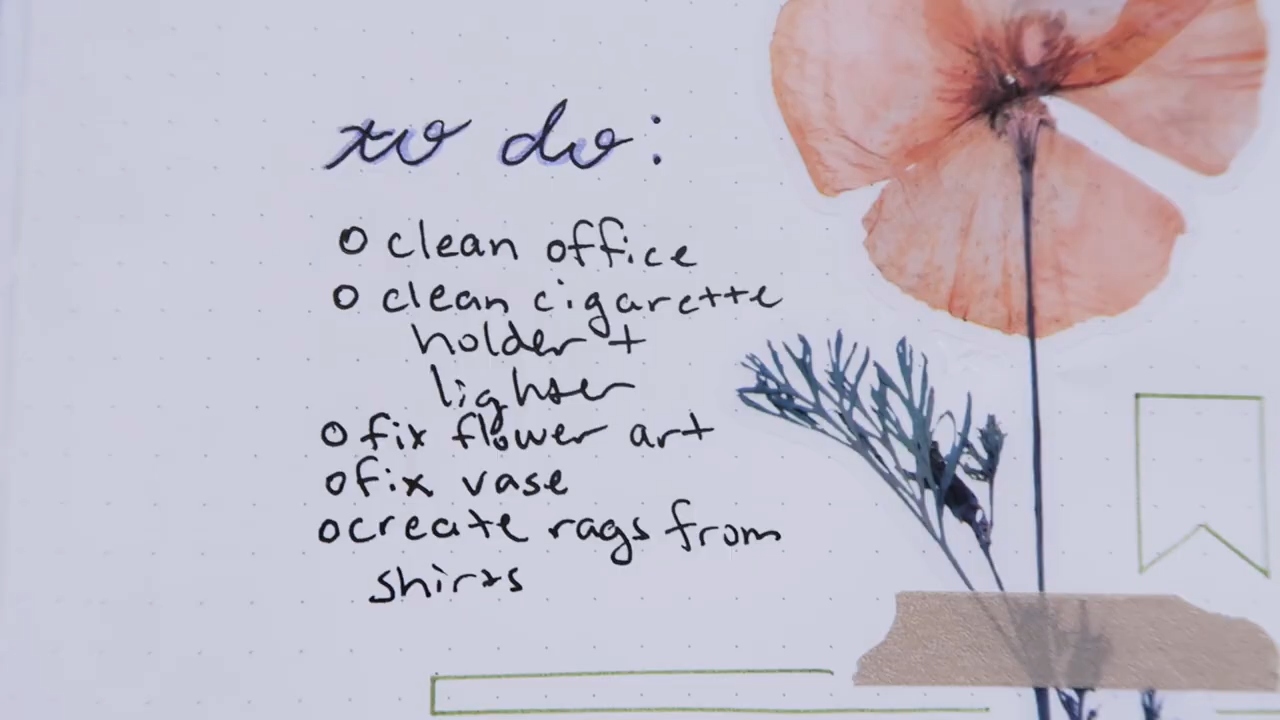 to do:
o clean office
o clean cigarette
holder +
lighter
o fix flower art
o fix vase
o create rags from
shirts